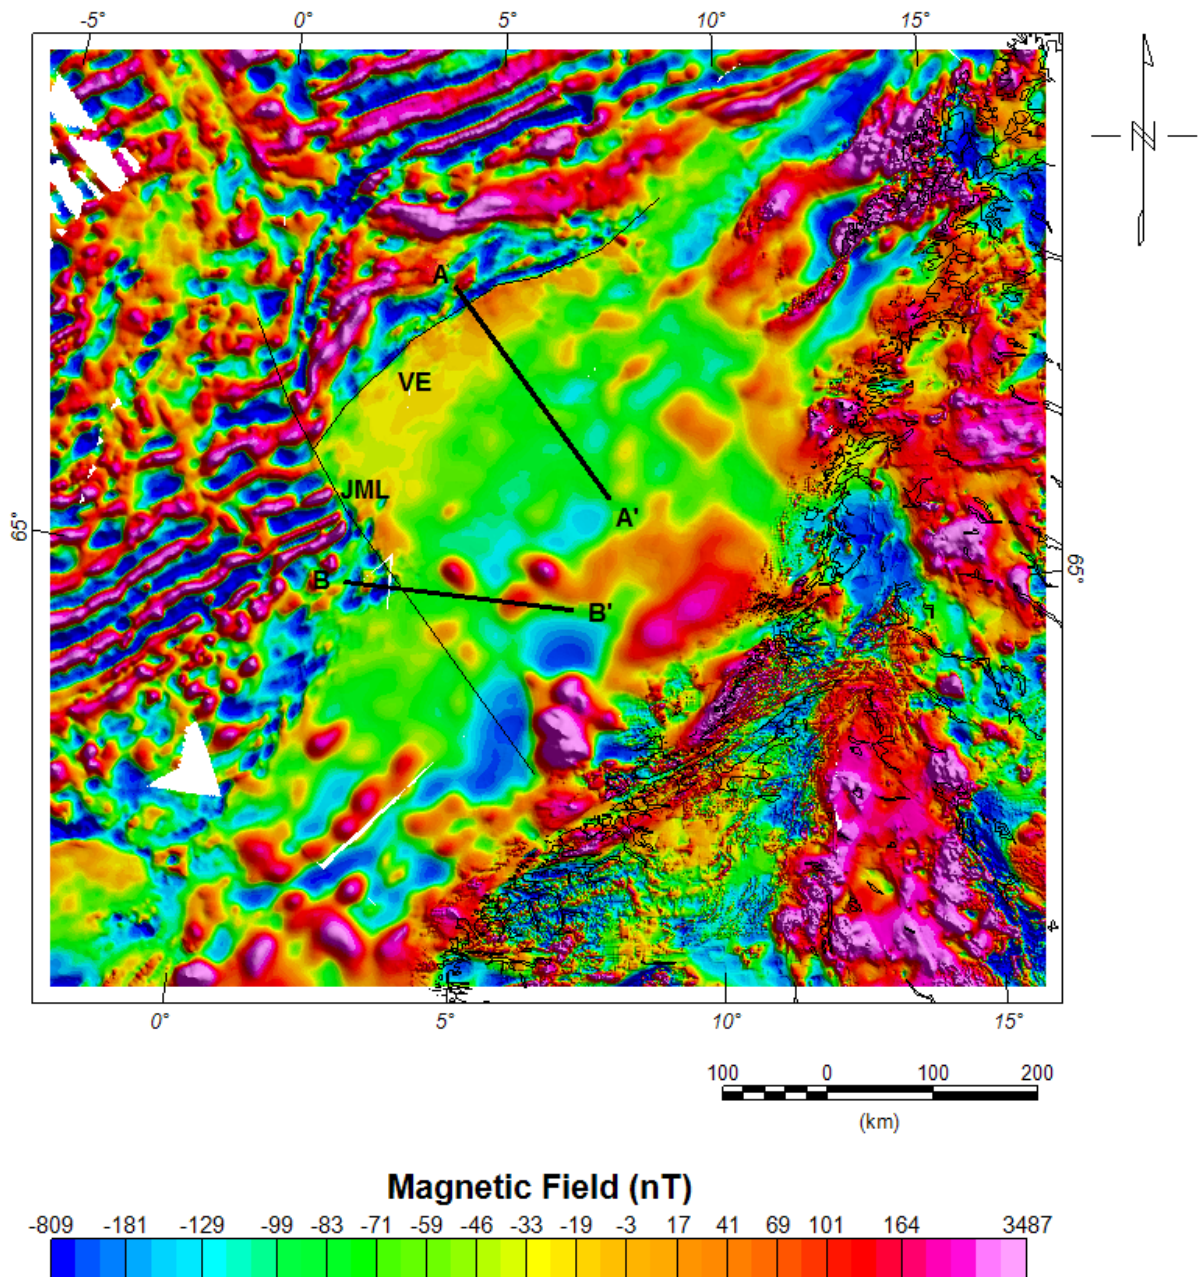 -5° 0° 5° 10° 15°
N
A
VE
JML
A'
65°
B
65°
B'
0° 5° 10° 15°
100 0 100 200
(km)
Magnetic Field (nT)
-809 -181 -129 -99 -83 -71 -59 -46 -33 -19 -3 17 41 69 101 164 3487